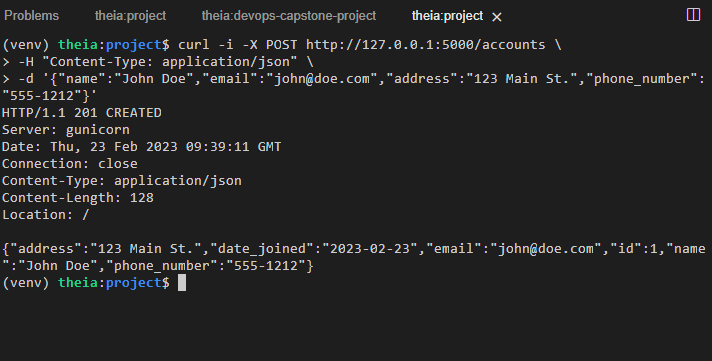 Problems theia:project theia:devops-capstone-project theia:project ×
(venv) theia:project$ curl -i -X POST http://127.0.0.1:5000/accounts \
> -H "Content-Type: application/json" \
> -d '{"name":"John Doe","email":"john@doe.com","address":"123 Main St.","phone_number":
"555-1212"}'
HTTP/1.1 201 CREATED
Server: gunicorn
Date: Thu, 23 Feb 2023 09:39:11 GMT
Connection: close
Content-Type: application/json
Content-Length: 128
Location: /

{"address":"123 Main St.","date_joined":"2023-02-23","email":"john@doe.com","id":1,"name
":"John Doe","phone_number":"555-1212"}
(venv) theia:project$